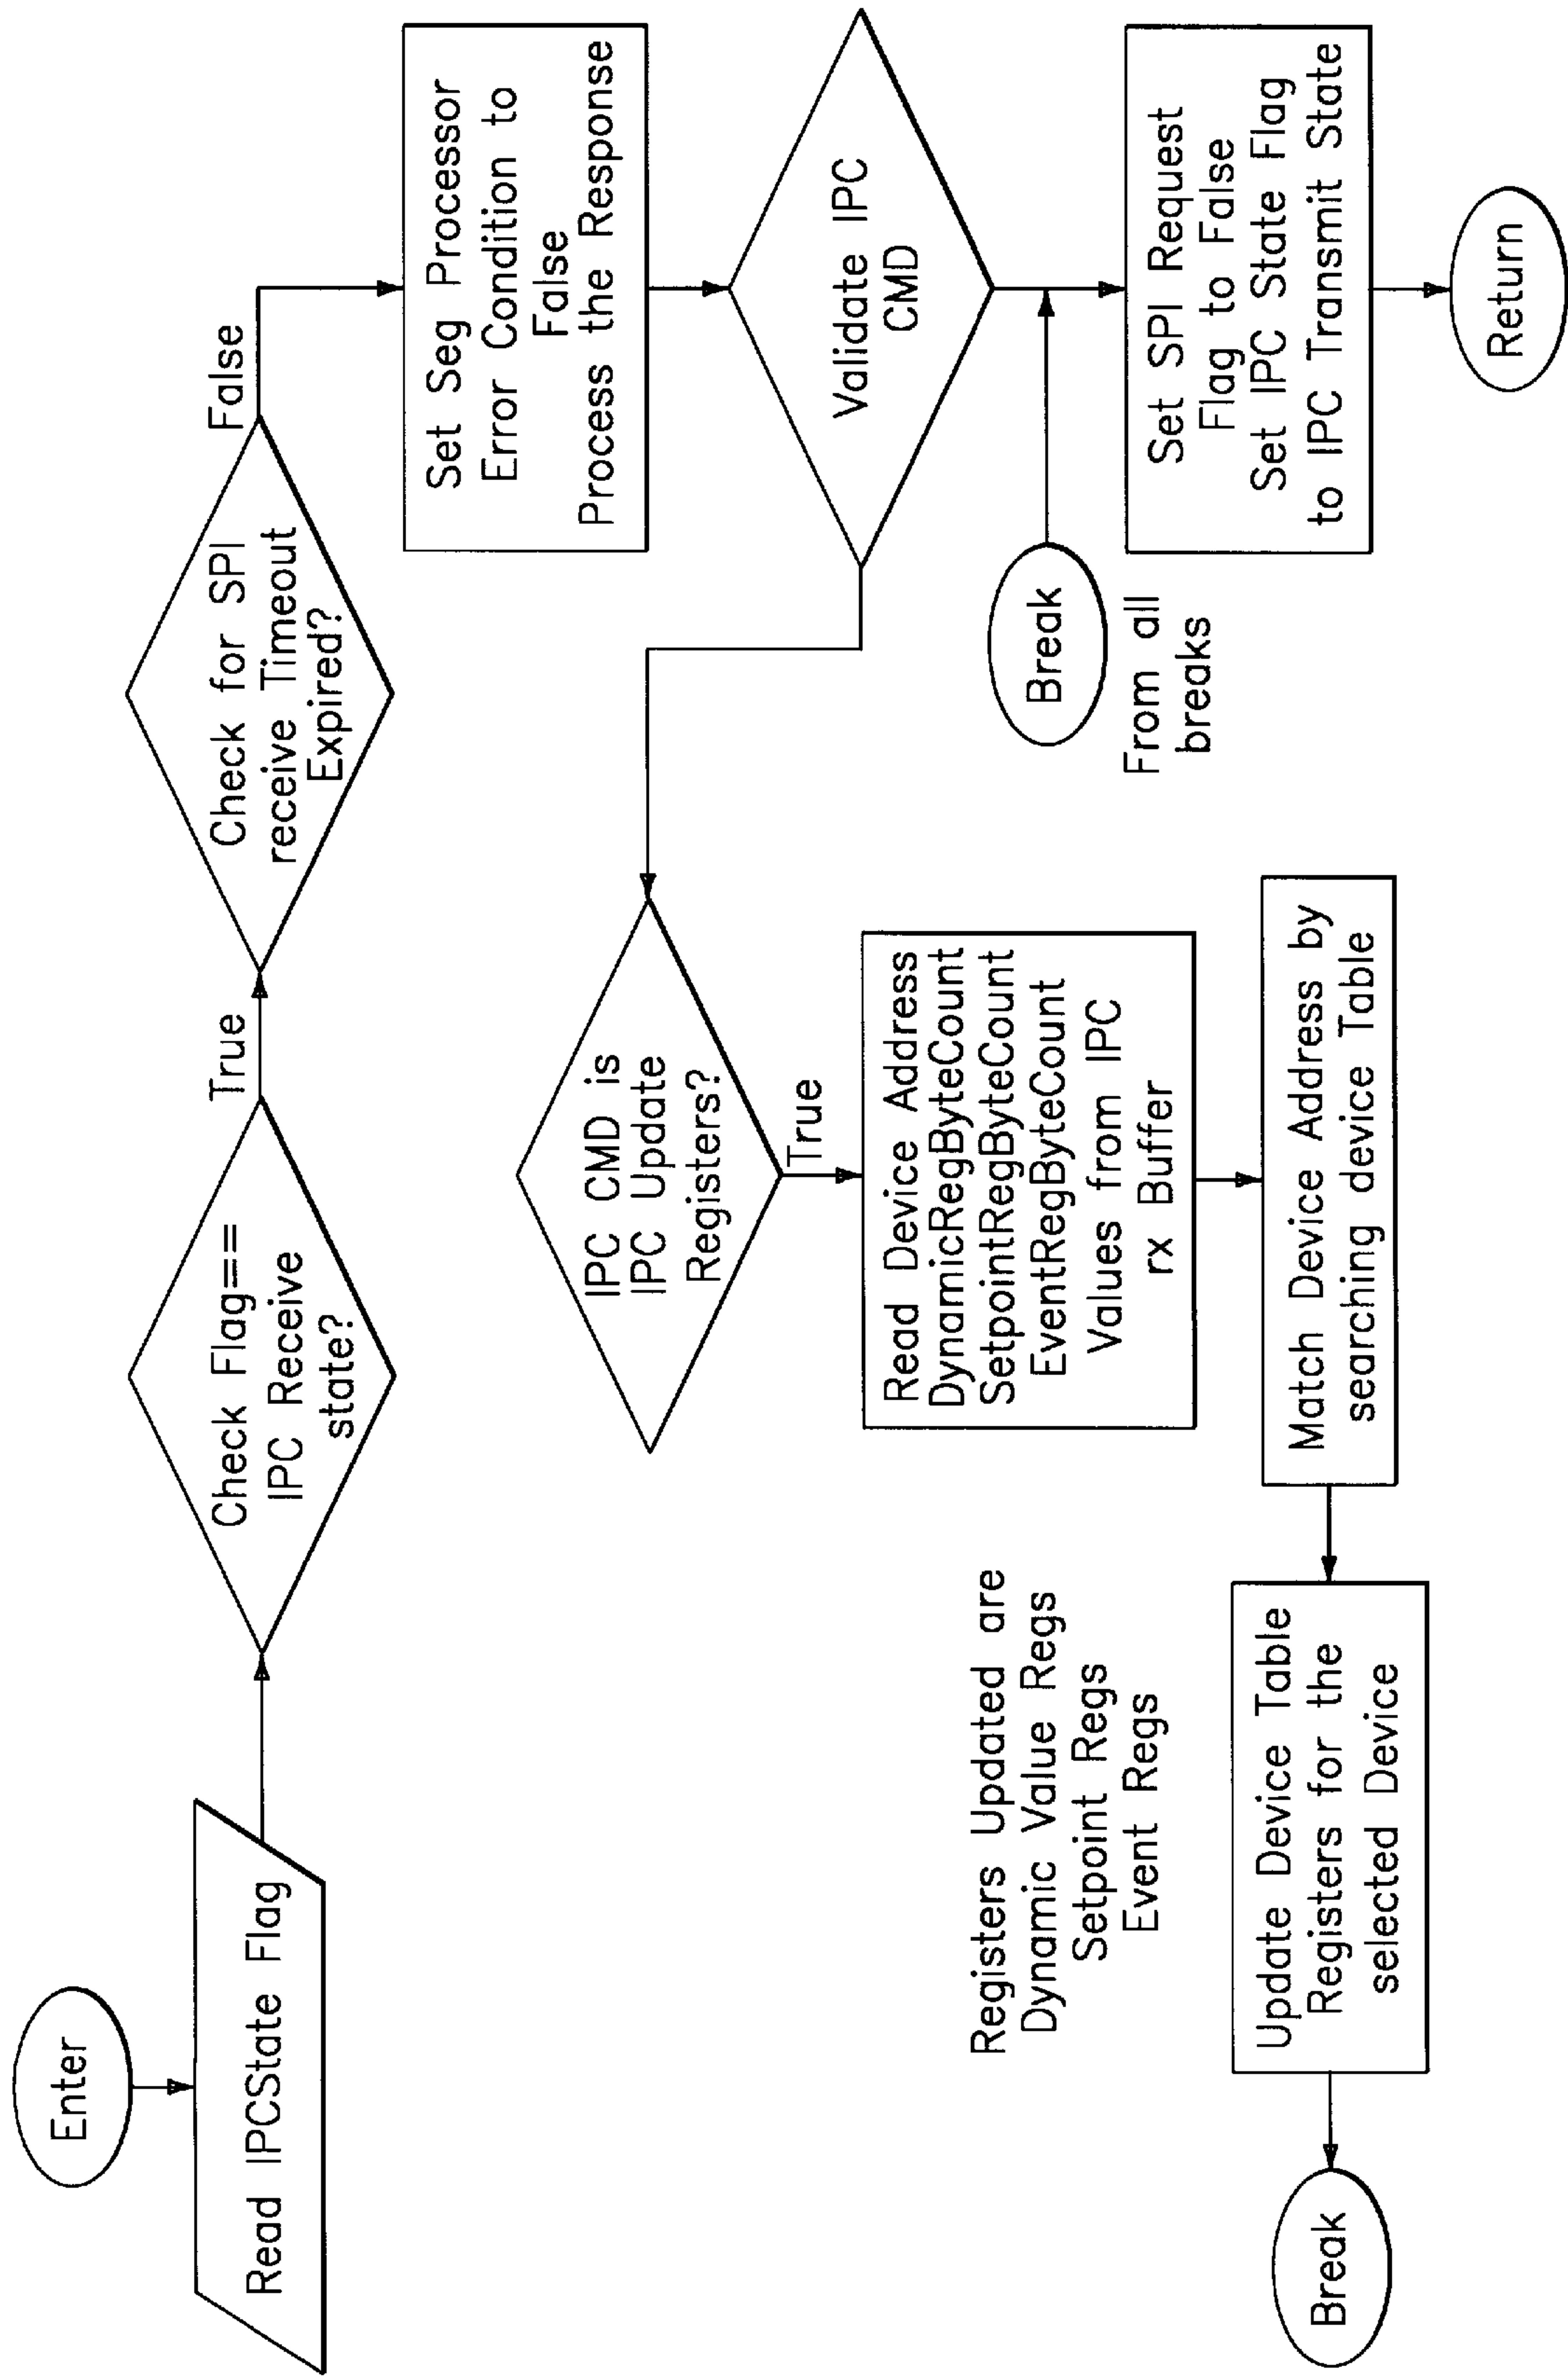 Enter
Read IPCState Flag
Check Flag==
IPC Receive
state?
True
Check for SPI
receive Timeout
Expired?
False
Set Seg Processor
Error Condition to
False
Process the Response
Validate IPC
CMD
IPC CMD is
IPC Update
Registers?
True
Read Device Address
DynamicRegByteCount
SetpointRegByteCount
EventRegByteCount
Values from IPC
rx Buffer
Match Device Address by
searching device Table
Registers Updated are
Dynamic Value Regs
Setpoint Regs
Event Regs
Update Device Table
Registers for the
selected Device
Break
Break
From all
breaks
Set SPI Request
Flag to False
Set IPC State Flag
to IPC Transmit State
Return